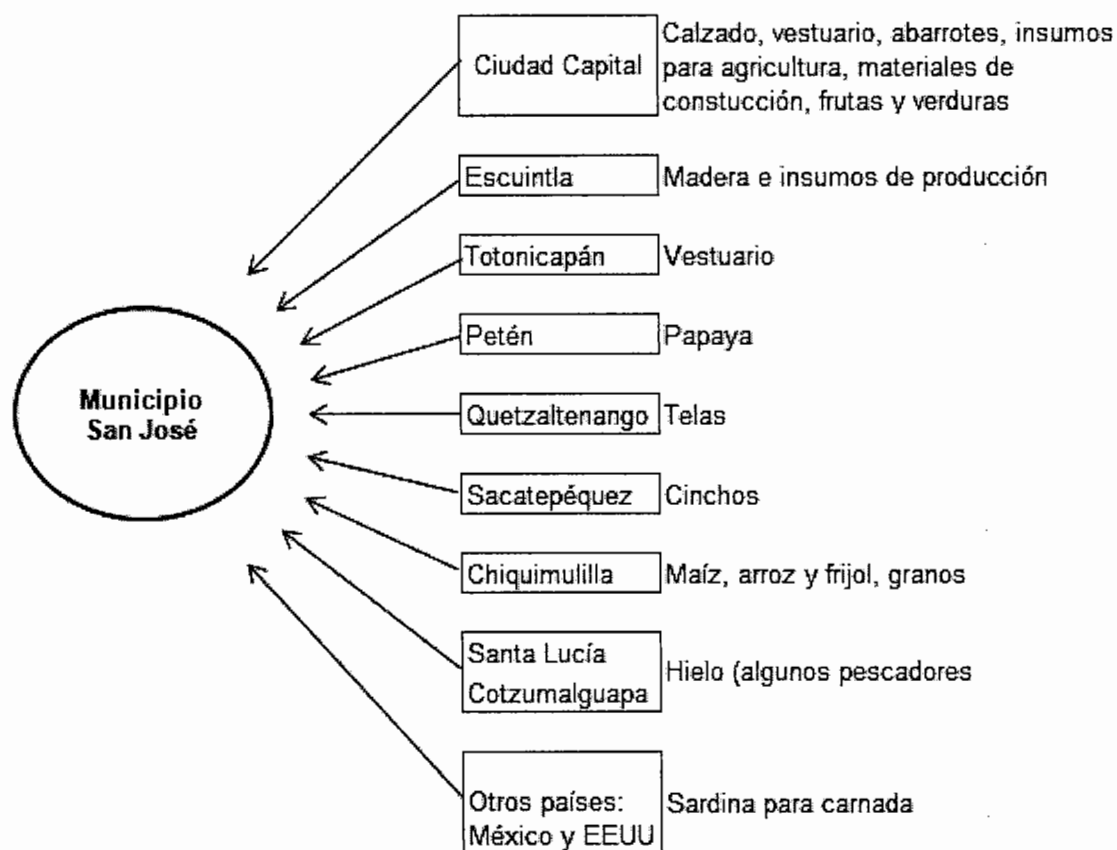 Ciudad Capital
Calzado, vestuario, abarrotes, insumos
para agricultura, materiales de
constucción, frutas y verduras
Escuintla
Madera e insumos de producción
Totonicapán
Vestuario
Petén
Papaya
Municipio
San José
Quetzaltenango
Telas
Sacatepéquez
Cinchos
Chiquimulilla
Maíz, arroz y frijol, granos
Santa Lucía
Cotzumalguapa
Hielo (algunos pescadores
Otros países:
México y EEUU
Sardina para carnada